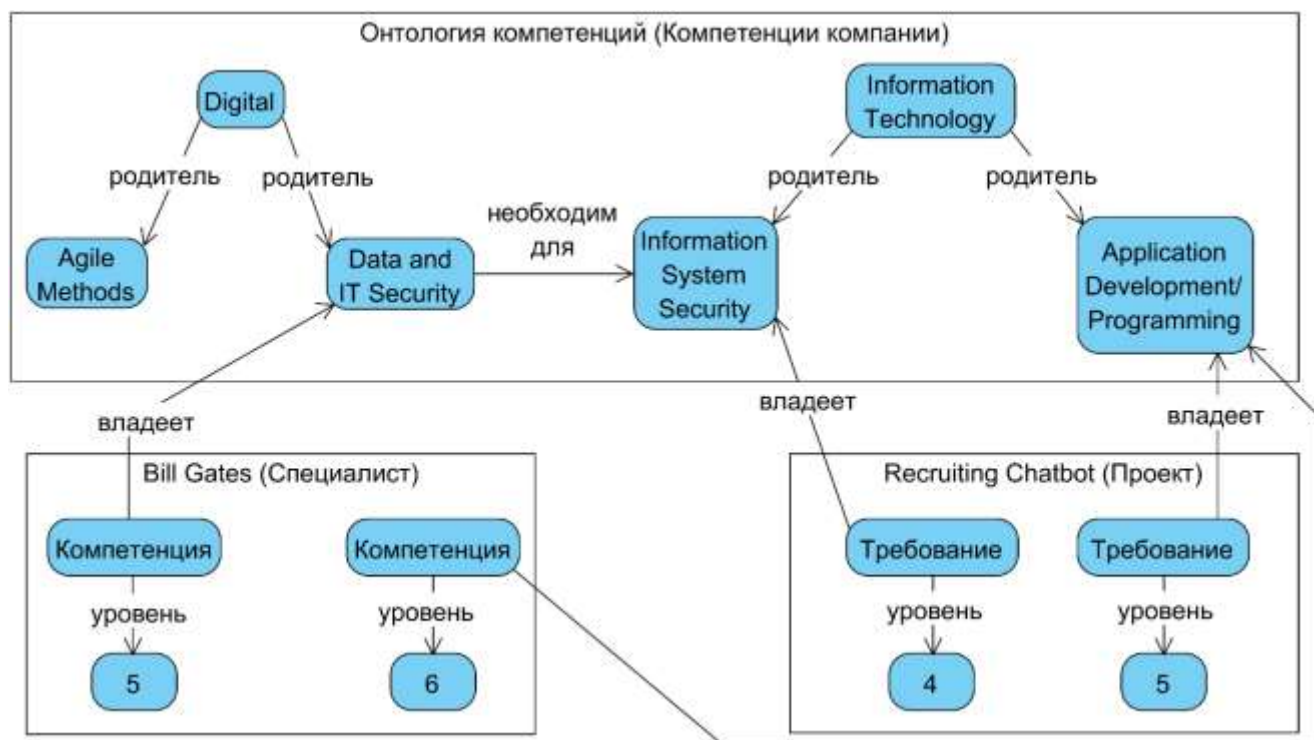 Онтология компетенций (Компетенции компании)
Digital
Information
Technology
родитель
родитель
родитель
родитель
необходим
для
Agile
Methods
Data and
IT Security
Information
System
Security
Application
Development/
Programming
владеет
владеет
владеет
Bill Gates (Специалист)
Recruiting Chatbot (Проект)
Компетенция
Компетенция
Требование
Требование
уровень
уровень
уровень
уровень
5
6
4
5